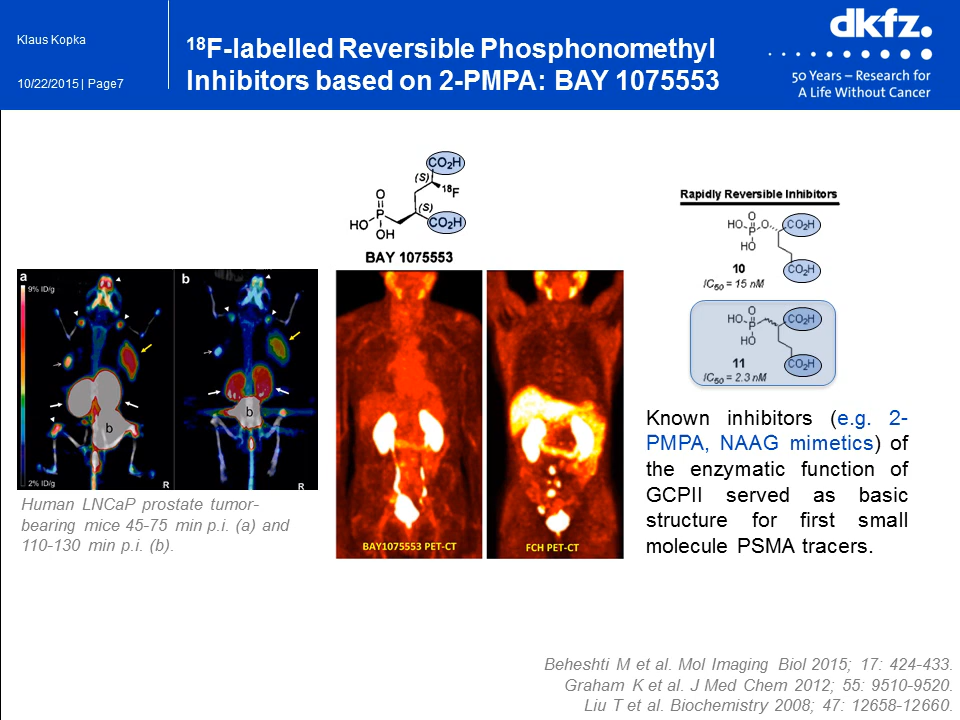 Klaus Kopka
10/22/2015 | Page7
18F-labelled Reversible Phosphonomethyl
Inhibitors based on 2-PMPA: BAY 1075553
dkfz.
50 Years – Research for
A Life Without Cancer
CO2H
(S)
18F
O
(S)
HO P CO2H
OH
BAY 1075553
Rapidly Reversible Inhibitors
O
HO P O CO2H
HO
CO2H
10
IC50 = 15 nM
O
HO P CO2H
HO
11 CO2H
IC50 = 2.3 nM
a
9% ID/g
b
2% ID/g
R
b
b
R
BAY1075553 PET-CT
FCH PET-CT
Human LNCaP prostate tumor-
bearing mice 45-75 min p.i. (a) and
110-130 min p.i. (b).
Known inhibitors (e.g. 2-
PMPA, NAAG mimetics) of
the enzymatic function of
GCPII served as basic
structure for first small
molecule PSMA tracers.
Beheshti M et al. Mol Imaging Biol 2015; 17: 424-433.
Graham K et al. J Med Chem 2012; 55: 9510-9520.
Liu T et al. Biochemistry 2008; 47: 12658-12660.